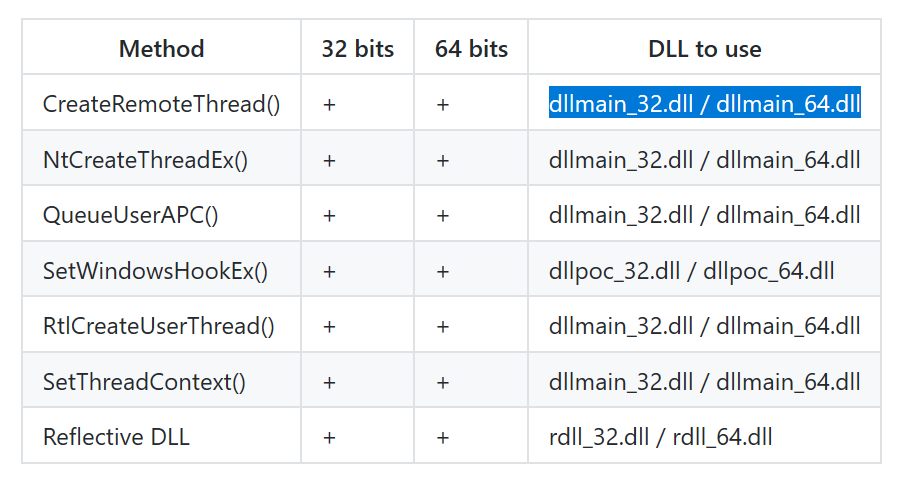 Method 32 bits 64 bits DLL to use
CreateRemoteThread() + + dllmain_32.dll / dllmain_64.dll
NtCreateThreadEx() + + dllmain_32.dll / dllmain_64.dll
QueueUserAPC() + + dllmain_32.dll / dllmain_64.dll
SetWindowsHookEx() + + dllpoc_32.dll / dllpoc_64.dll
RtlCreateUserThread() + + dllmain_32.dll / dllmain_64.dll
SetThreadContext() + + dllmain_32.dll / dllmain_64.dll
Reflective DLL + + rdll_32.dll / rdll_64.dll